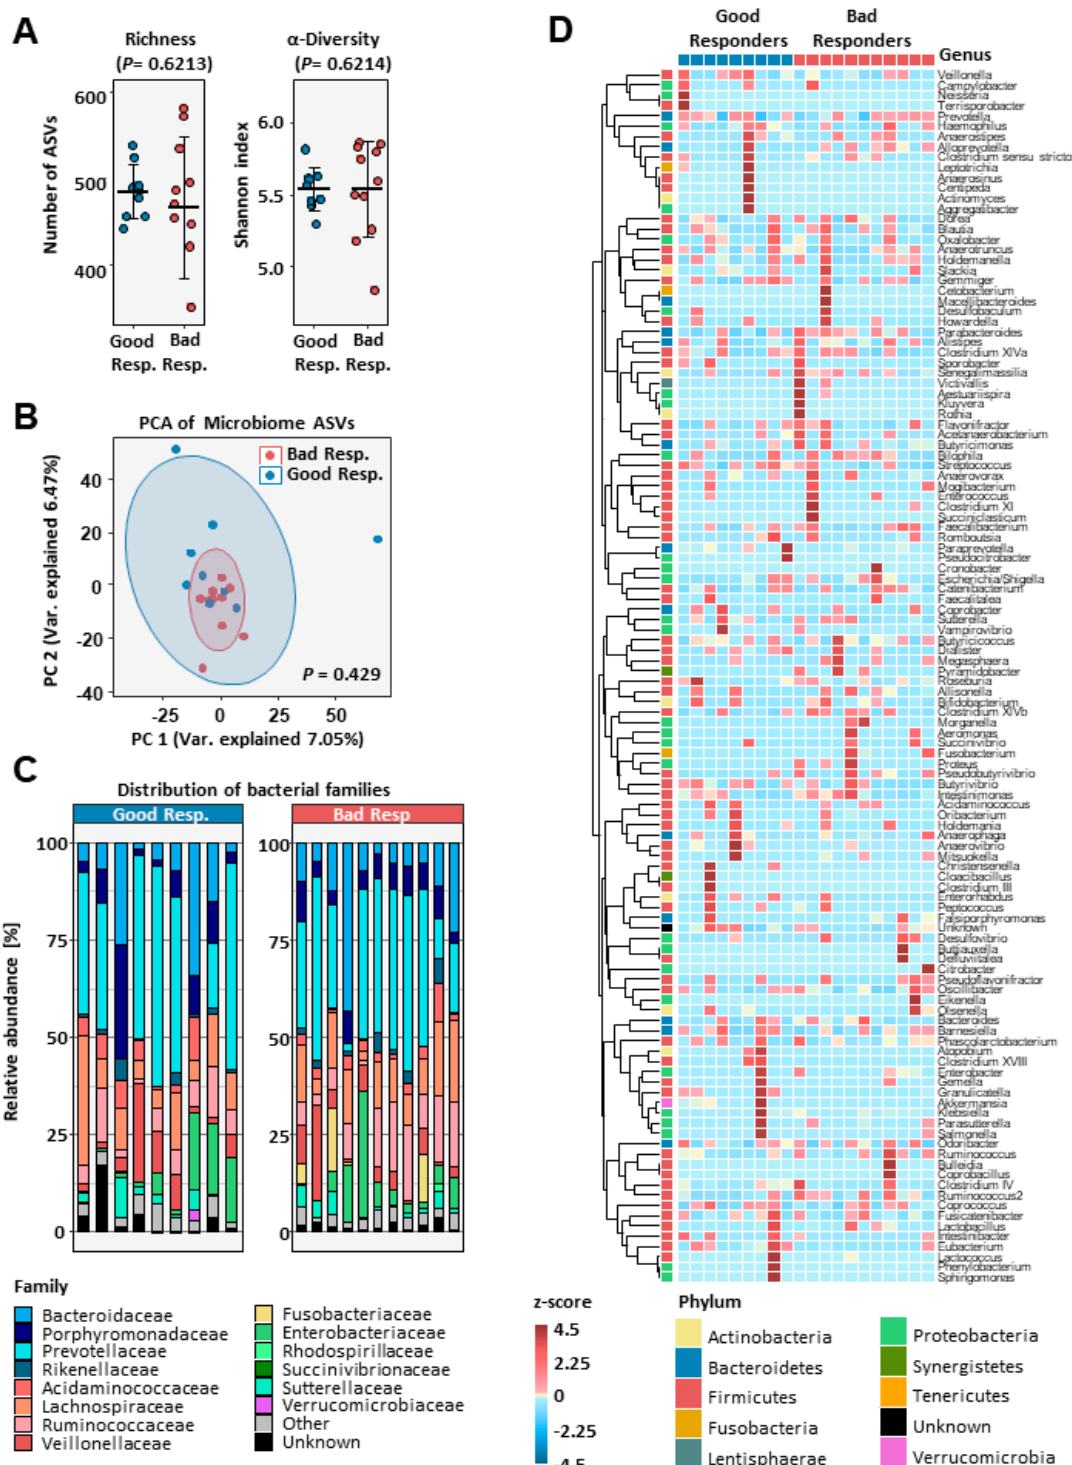 A
Richness
(P= 0.6213)
α-Diversity
(P= 0.6214)
Number of ASVs
600
500
400
Shannon index
6.0
5.5
5.0
Good
Resp.
Bad
Resp.
Good
Resp.
Bad
Resp.
B
PCA of Microbiome ASVs
Bad Resp.
Good Resp.
PC 2 (Var. explained 6.47%)
40
20
0
-20
-40
P = 0.429
-25
0
25
50
PC 1 (Var. explained 7.05%)
C
Distribution of bacterial families
Good Resp.
Bad Resp
Relative abundance [%]
100
75
50
25
0
100
75
50
25
0
Family
Bacteroidaceae
Porphyromonadaceae
Prevotellaceae
Rikenellaceae
Acidaminococcaceae
Lachnospiraceae
Ruminococcaceae
Veillonellaceae
Fusobacteriaceae
Enterobacteriaceae
Rhodospirillaceae
Succinivibrionaceae
Sutterellaceae
Verrucomicrobiaceae
Other
Unknown
D
Good
Responders
Bad
Responders
Genus
Veillonella
Campylobacter
Neisseria
Terrisporobacter
Prevotella
Haemophilus
Anaerostipes
Alloprevotella
Clostridium sensu stricto
Leptotrichia
Anaerosinus
Centipeda
Actinomyces
Aggregatibacter
Dorea
Blautia
Oxalobacter
Anaerotruncus
Holdemanella
Slackia
Gemmiger
Cetobacterium
Macellibacteroides
Desulfobaculum
Howardella
Parabacteroides
Alistipes
Clostridium XIVa
Sporobacter
Senegalimassilia
Victivallis
Aestuariispira
Kluyvera
Rothia
Flavonifractor
Acetanaerobacterium
Butyricimonas
Bilophila
Streptococcus
Anaerovorax
Mogibacterium
Enterococcus
Clostridium XI
Succiniclasticum
Faecalibacterium
Romboutsia
Paraprevotella
Pseudocitrobacter
Cronobacter
Escherichia/Shigella
Catenibacterium
Faecalitalea
Coprobacter
Sutterella
Vampirovibrio
Butyricicoccus
Dialister
Megasphaera
Pyramidobacter
Roseburia
Allisonella
Bifidobacterium
Clostridium XIVb
Morganella
Aeromonas
Succinivibrio
Fusobacterium
Proteus
Pseudobutyrivibrio
Butyrivibrio
Intestinimonas
Acidaminococcus
Oribacterium
Holdemania
Anaerophaga
Anaerovibrio
Mitsuokella
Christensenella
Cloacibacillus
Clostridium III
Enterorhabdus
Peptococcus
Falsiporphyromonas
Unknown
Desulfovibrio
Buttiauxella
Delluviitalea
Citrobacter
Pseudoflavonifractor
Oscillibacter
Eikenella
Olsenella
Bacteroides
Barnesiella
Phascolarctobacterium
Atopobium
Clostridium XVIII
Enterobacter
Gemella
Granulicatella
Akkermansia
Klebsiella
Parasutterella
Salmonella
Odoribacter
Ruminococcus
Bulleidia
Coprobacillus
Clostridium IV
Ruminococcus2
Coprococcus
Fusicatenibacter
Lactobacillus
Intestinibacter
Eubacterium
Lactococcus
Phenylobacterium
Sphingomonas
z-score
4.5
2.25
0
-2.25
-4.5
Phylum
Actinobacteria
Bacteroidetes
Firmicutes
Fusobacteria
Lentisphaerae
Proteobacteria
Synergistetes
Tenericutes
Unknown
Verrucomicrobia